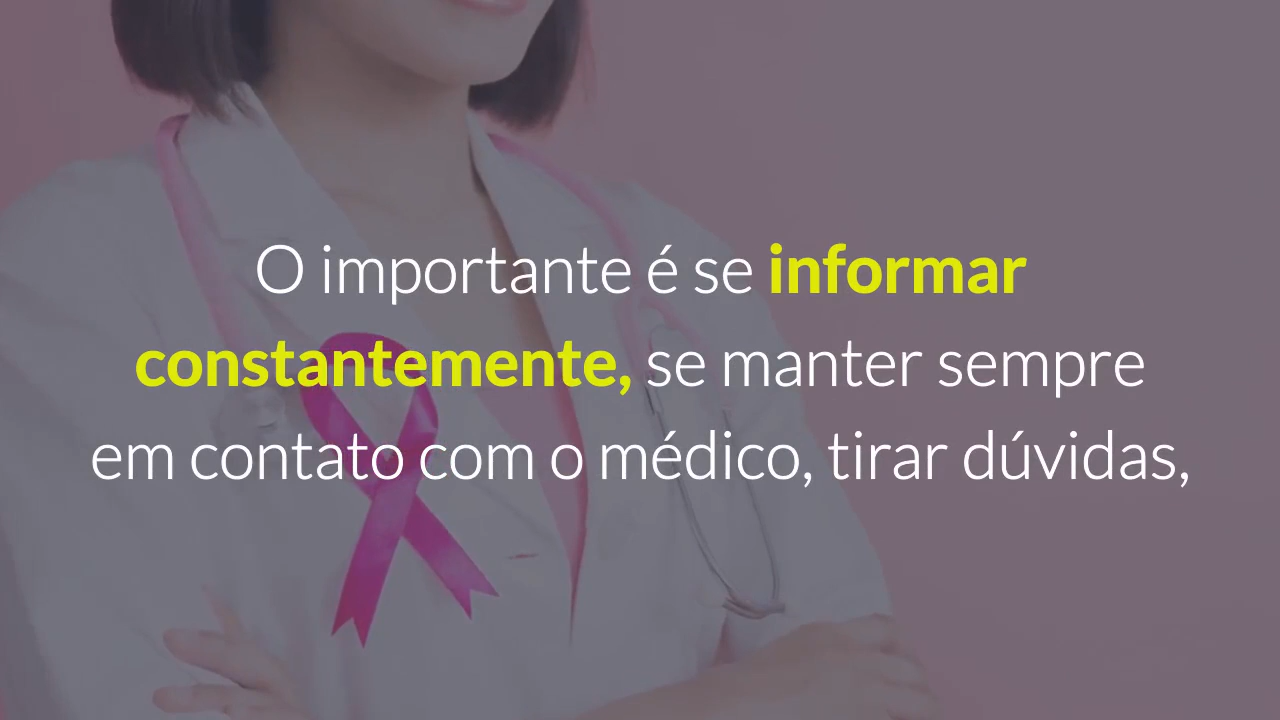 O importante é se informar
constantemente, se manter sempre
em contato com o médico, tirar dúvidas,